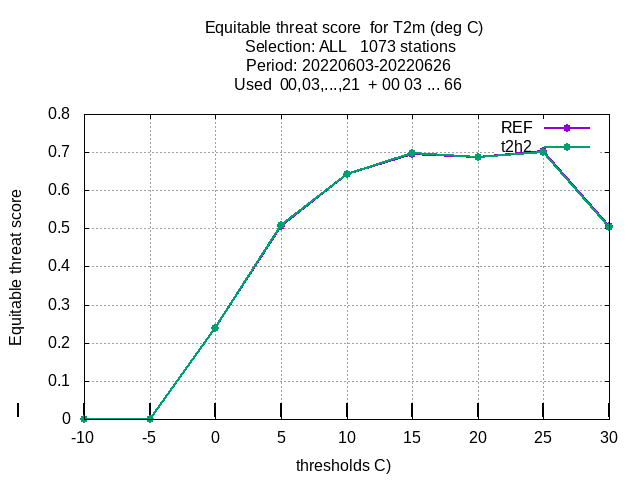 Equitable threat score  for T2m (deg C)
Selection: ALL   1073 stations
Period: 20220603-20220626
Used  00,03,...,21  + 00 03 ... 66
REF
t2h2
Equitable threat score
0.8
0.7
0.6
0.5
0.4
0.3
0.2
0.1
0
-10 -5 0 5 10 15 20 25 30
thresholds C)